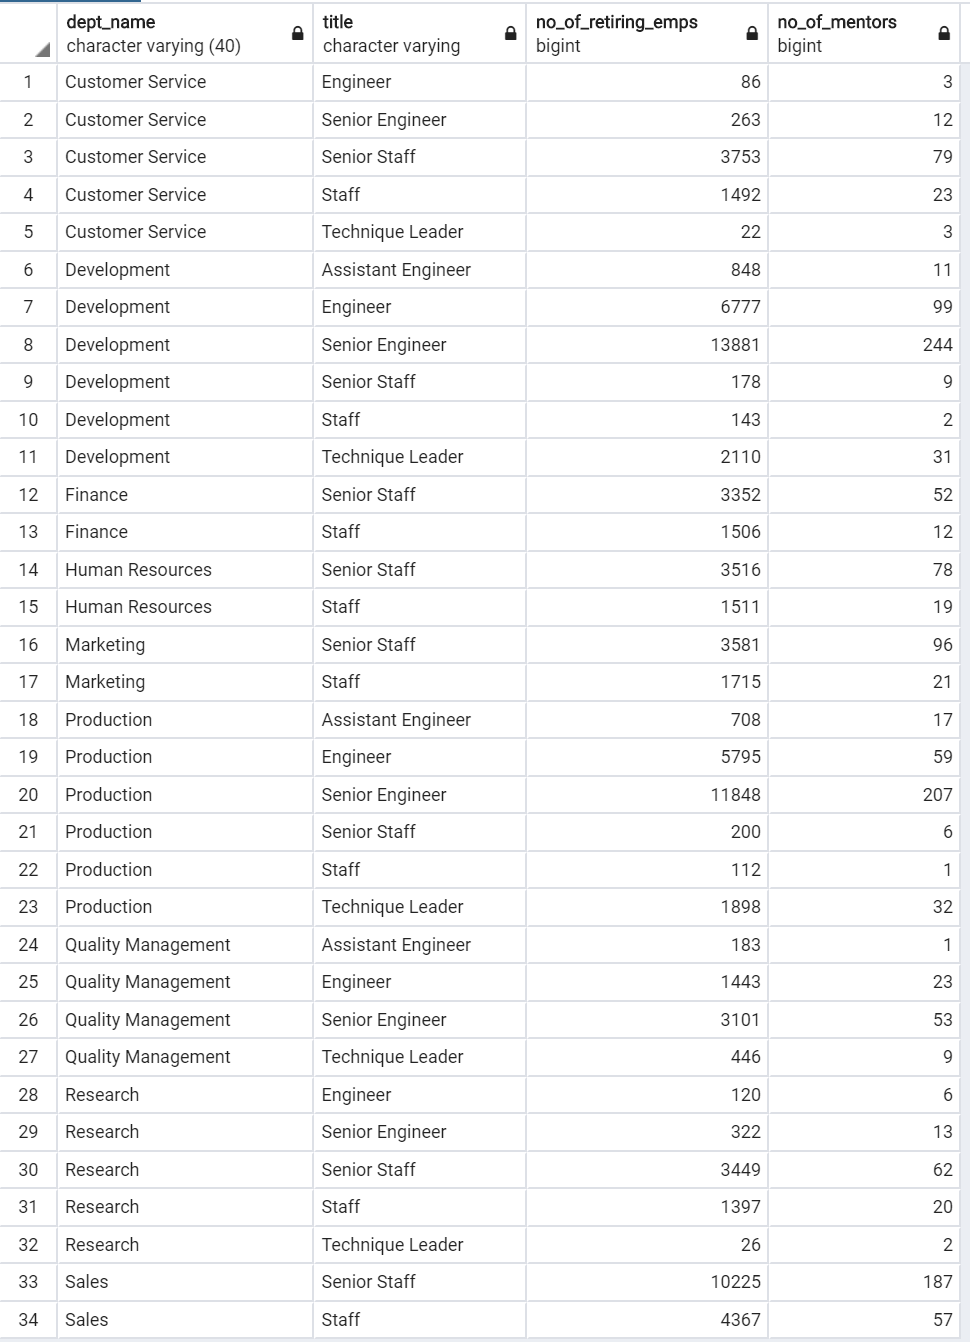 dept_name title no_of_retiring_emps no_of_mentors
character varying (40) character varying bigint bigint
1 Customer Service Engineer 86 3
2 Customer Service Senior Engineer 263 12
3 Customer Service Senior Staff 3753 79
4 Customer Service Staff 1492 23
5 Customer Service Technique Leader 22 3
6 Development Assistant Engineer 848 11
7 Development Engineer 6777 99
8 Development Senior Engineer 13881 244
9 Development Senior Staff 178 9
10 Development Staff 143 2
11 Development Technique Leader 2110 31
12 Finance Senior Staff 3352 52
13 Finance Staff 1506 12
14 Human Resources Senior Staff 3516 78
15 Human Resources Staff 1511 19
16 Marketing Senior Staff 3581 96
17 Marketing Staff 1715 21
18 Production Assistant Engineer 708 17
19 Production Engineer 5795 59
20 Production Senior Engineer 11848 207
21 Production Senior Staff 200 6
22 Production Staff 112 1
23 Production Technique Leader 1898 32
24 Quality Management Assistant Engineer 183 1
25 Quality Management Engineer 1443 23
26 Quality Management Senior Engineer 3101 53
27 Quality Management Technique Leader 446 9
28 Research Engineer 120 6
29 Research Senior Engineer 322 13
30 Research Senior Staff 3449 62
31 Research Staff 1397 20
32 Research Technique Leader 26 2
33 Sales Senior Staff 10225 187
34 Sales Staff 4367 57